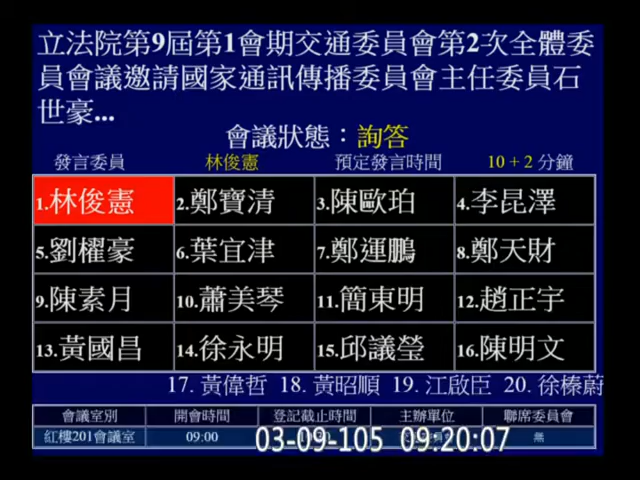 立法院第9屆第1會期交通委員會第2次全體委
員會議邀請國家通訊傳播委員會主任委員石
世豪...
會議狀態：詢答
發言委員 林俊憲 預定發言時間 10 + 2 分鐘
1.林俊憲 2.鄭寶清 3.陳歐珀 4.李昆澤
5.劉櫂豪 6.葉宜津 7.鄭運鵬 8.鄭天財
9.陳素月 10.蕭美琴 11.簡東明 12.趙正宇
13.黃國昌 14.徐永明 15.邱議瑩 16.陳明文
17. 黃偉哲 18. 黃昭順 19. 江啟臣 20. 徐榛蔚
會議室別 開會時間 登記截止時間 主辦單位 聯席委員會
紅樓201會議室 09:00 03-09-105 09:20:07 無